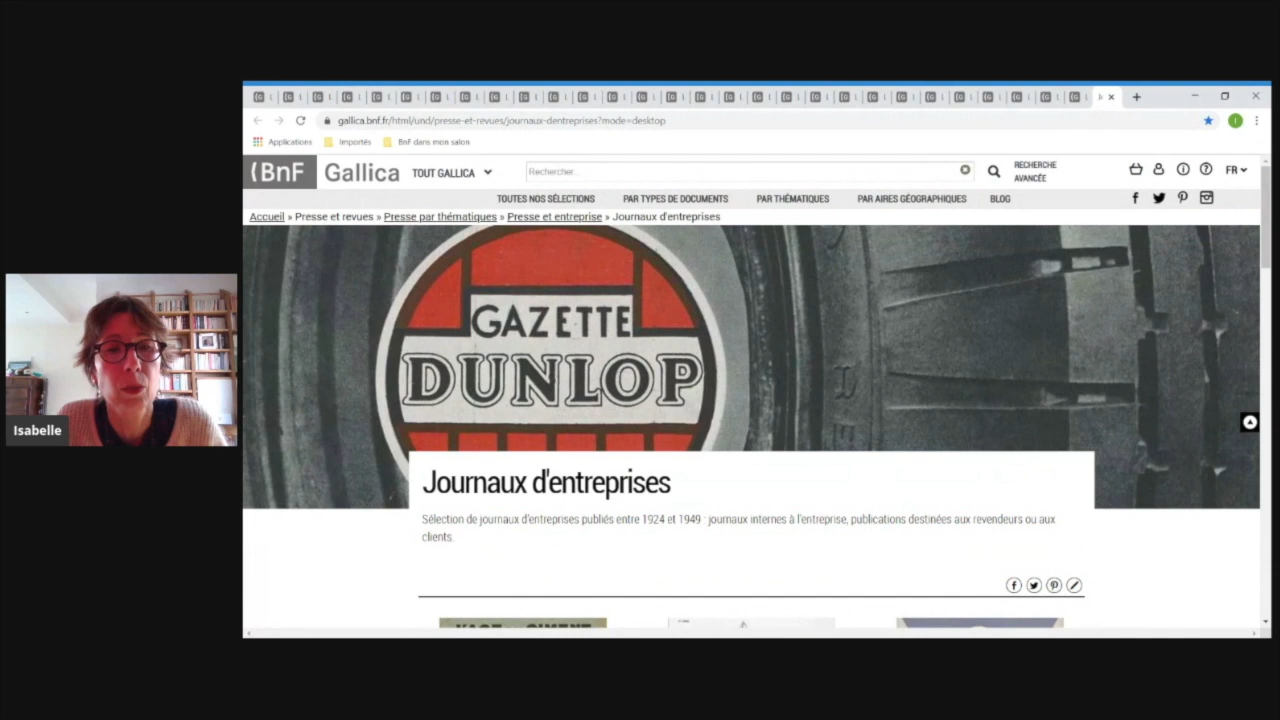 gallica.bnf.fr/html/und/presse-et-revues/journaux-dentreprises?mode=desktop
Applications Importés BnF dans mon salon
(BnF Gallica TOUT GALLICA Rechercher... RECHERCHE AVANCÉE FR
TOUTES NOS SÉLECTIONS PAR TYPES DE DOCUMENTS PAR THÉMATIQUES PAR AIRES GÉOGRAPHIQUES BLOG
Accueil » Presse et revues » Presse par thématiques » Presse et entreprise » Journaux d'entreprises
GAZETTE
DUNLOP
Isabelle
Journaux d'entreprises
Sélection de journaux d'entreprises publiés entre 1924 et 1949 : journaux internes à l'entreprise, publications destinées aux revendeurs ou aux
clients.